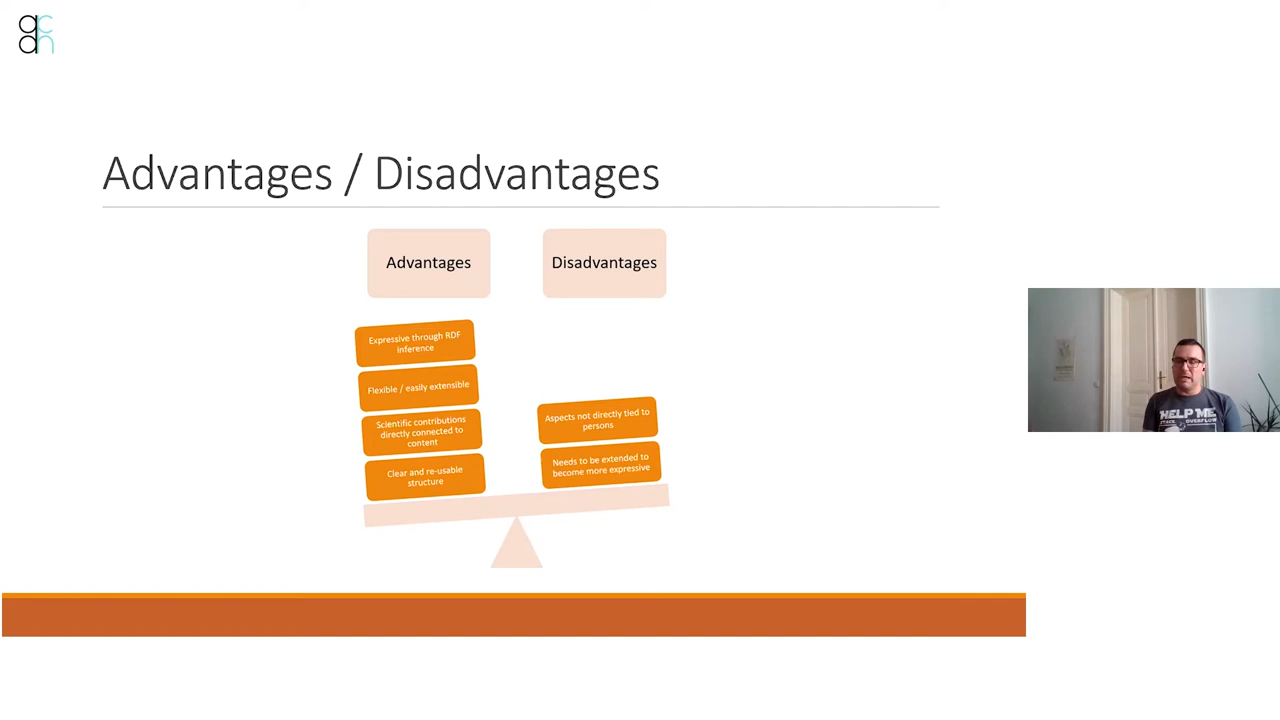 ac
dh
Advantages / Disadvantages
Advantages
Disadvantages
Expressive through RDF
inference
Flexible / easily extensible
Scientific contributions
directly connected to
content
Clear and re-usable
structure
Aspects not directly tied to
persons
Needs to be extended to
become more expressive
HELP ME
STACK OVERFLOW